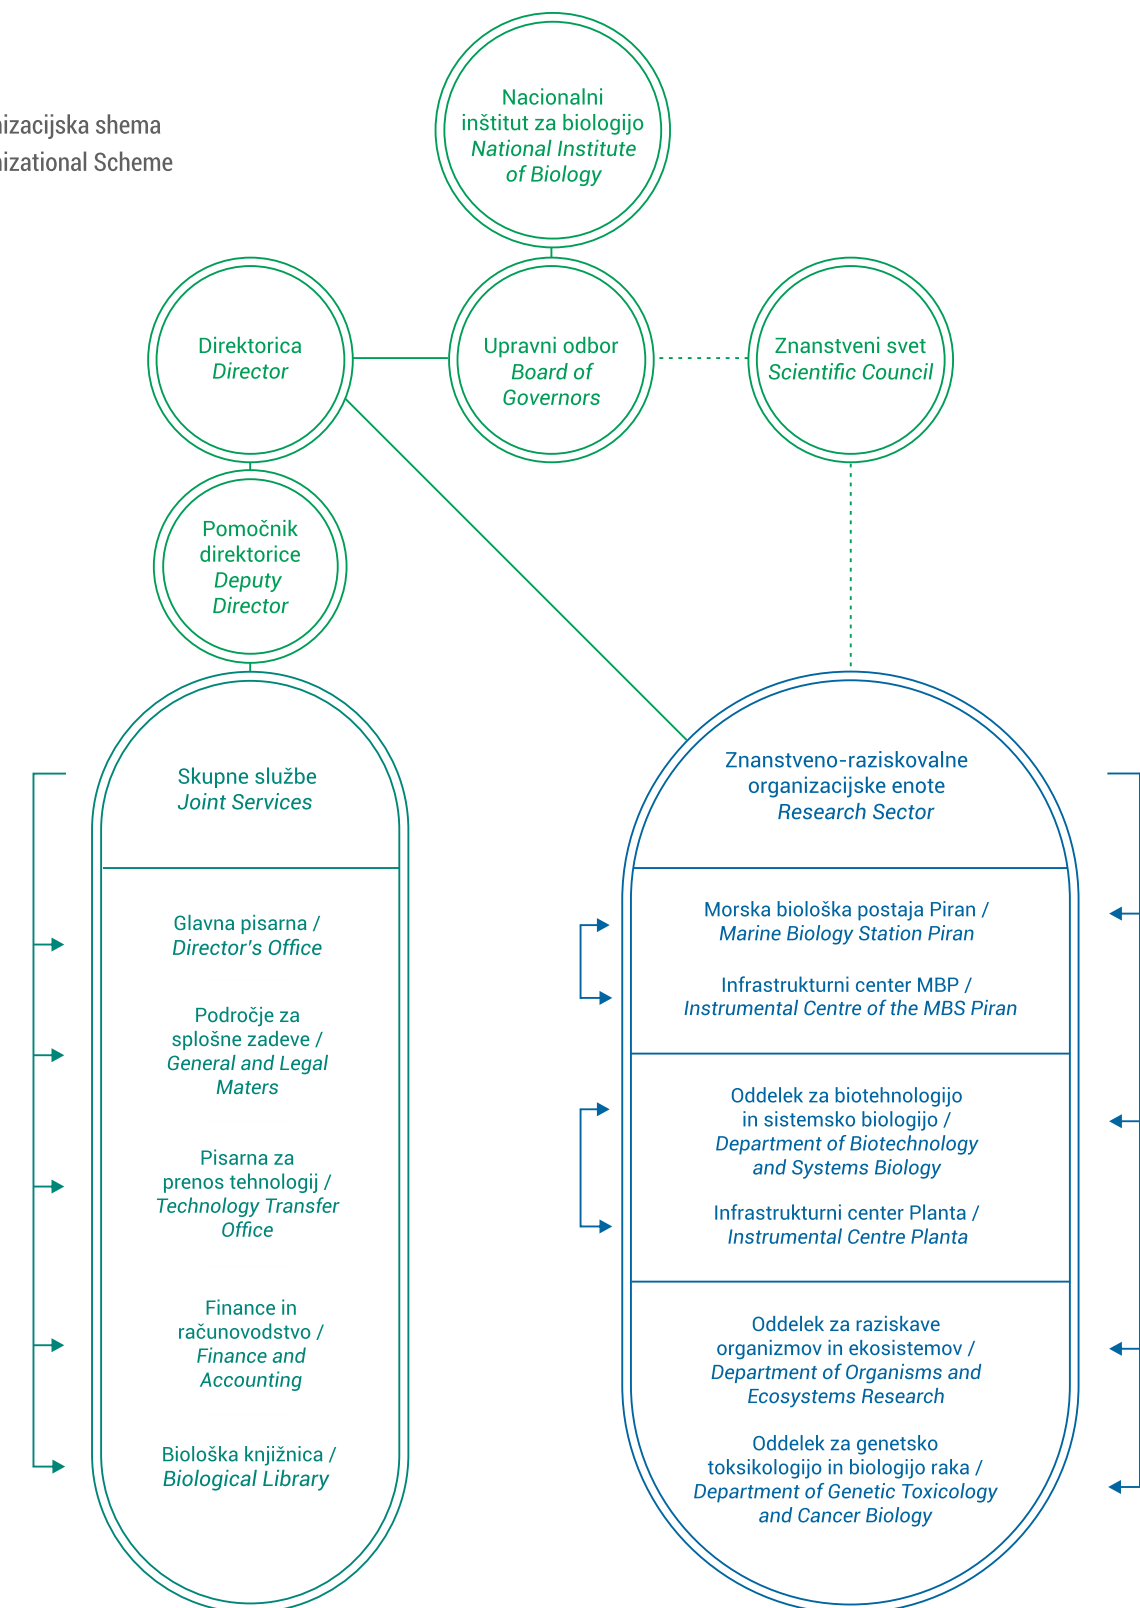 nizacijska shema
nizational Scheme
Nacionalni
inštitut za biologijo
National Institute
of Biology
Direktorica
Director
Upravni odbor
Board of
Governors
Znanstveni svet
Scientific Council
Pomočnik
direktorice
Deputy
Director
Skupne službe
Joint Services
Glavna pisarna /
Director's Office
Področje za
splošne zadeve /
General and Legal
Maters
Pisarna za
prenos tehnologij /
Technology Transfer
Office
Finance in
računovodstvo /
Finance and
Accounting
Biološka knjižnica /
Biological Library
Znanstveno-raziskovalne
organizacijske enote
Research Sector
Morska biološka postaja Piran /
Marine Biology Station Piran
Infrastrukturni center MBP /
Instrumental Centre of the MBS Piran
Oddelek za biotehnologijo
in sistemsko biologijo /
Department of Biotechnology
and Systems Biology
Infrastrukturni center Planta /
Instrumental Centre Planta
Oddelek za raziskave
organizmov in ekosistemov /
Department of Organisms and
Ecosystems Research
Oddelek za genetsko
toksikologijo in biologijo raka /
Department of Genetic Toxicology
and Cancer Biology